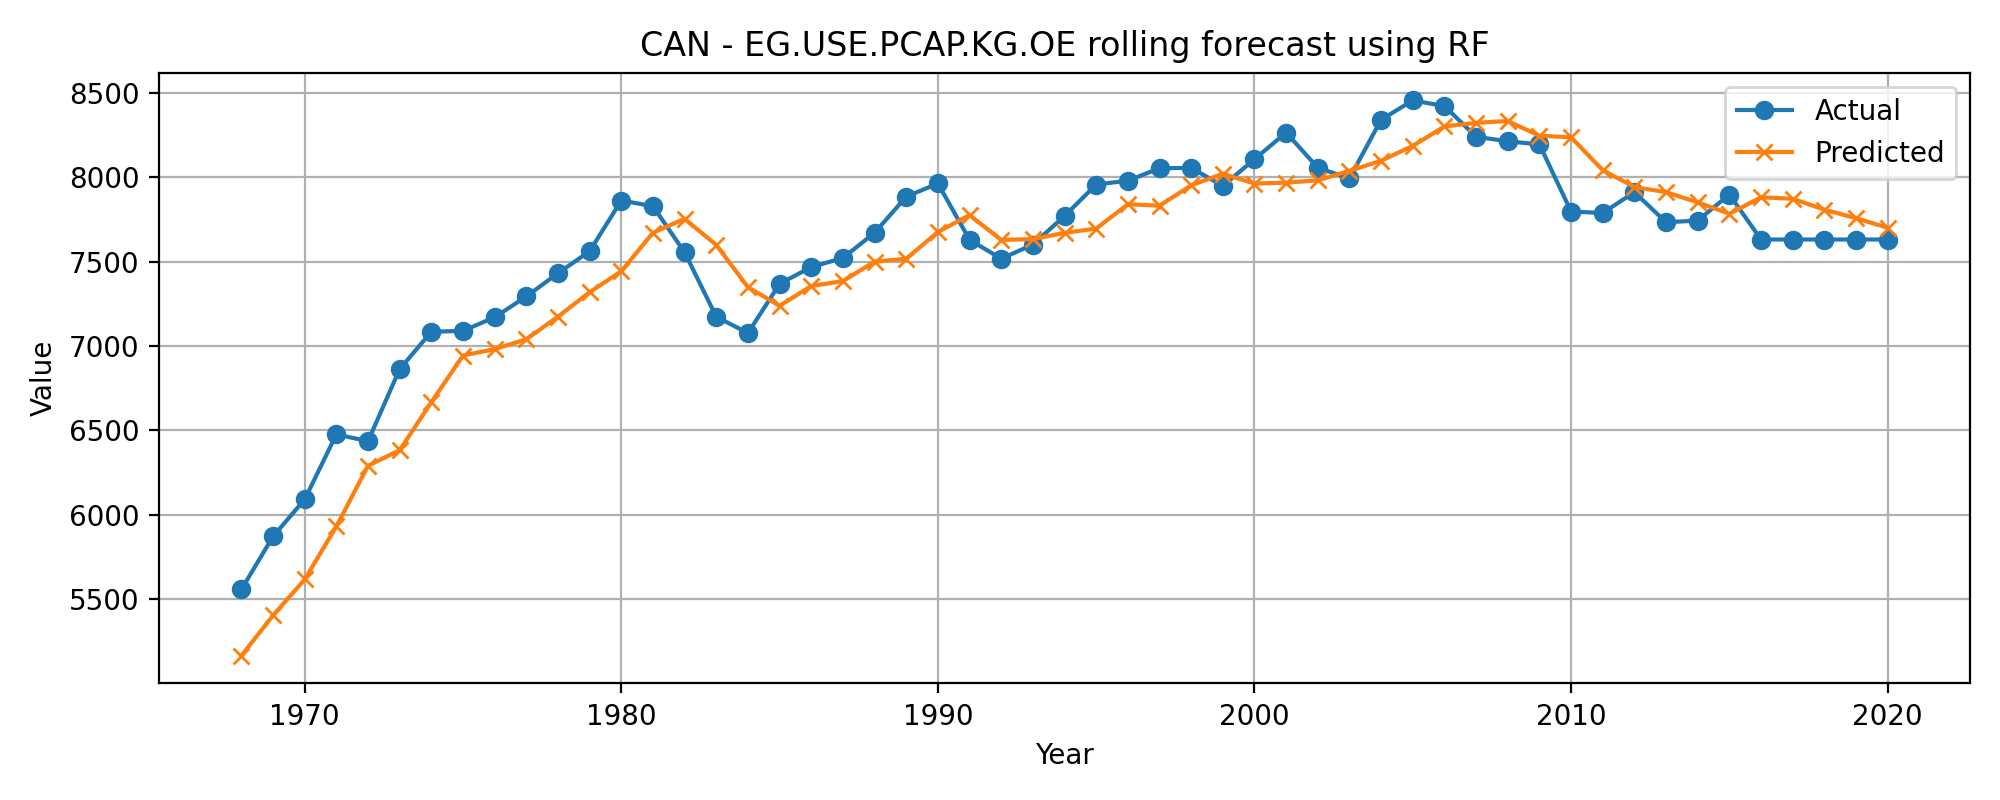 CAN - EG.USE.PCAP.KG.OE rolling forecast using RF
8500
8000
7500
7000
6500
6000
5500
Value
Actual
Predicted
1970 1980 1990 2000 2010 2020
Year